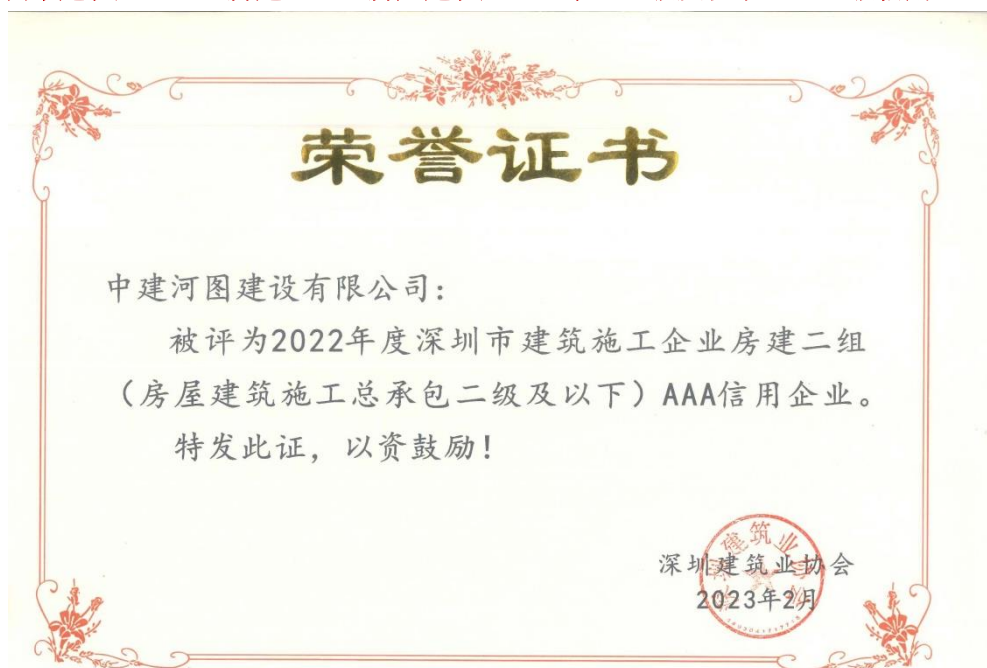 荣誉证书
中建河图建设有限公司：
被评为2022年度深圳市建筑施工企业房建二组
（房屋建筑施工总承包二级及以下）AAA信用企业。
特发此证，以资鼓励！
深圳建筑业协会
2023年2月